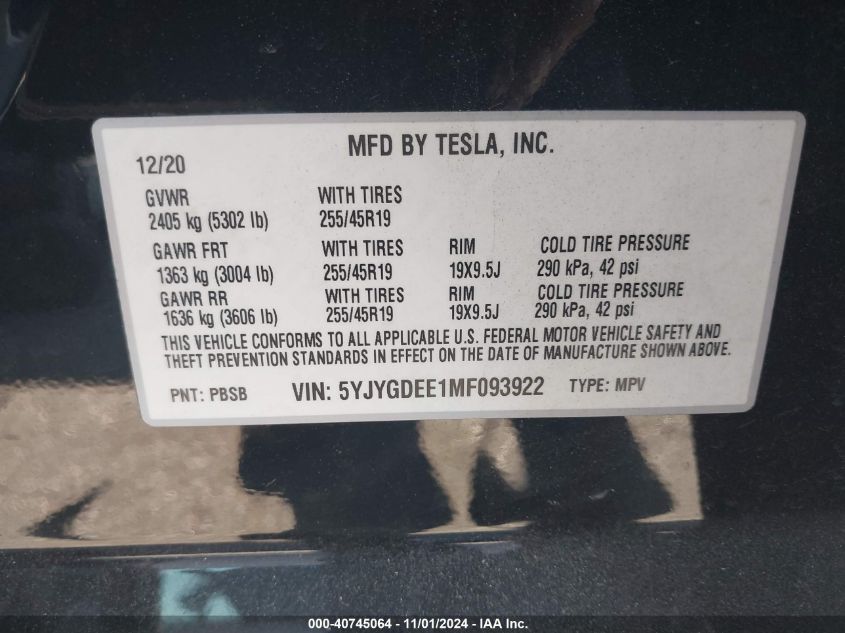 MFD BY TESLA, INC.
12/20
GVWR WITH TIRES
2405 kg (5302 lb) 255/45R19
GAWR FRT WITH TIRES RIM COLD TIRE PRESSURE
1363 kg (3004 lb) 255/45R19 19X9.5J 290 kPa, 42 psi
GAWR RR WITH TIRES RIM COLD TIRE PRESSURE
1636 kg (3606 lb) 255/45R19 19X9.5J 290 kPa, 42 psi
THIS VEHICLE CONFORMS TO ALL APPLICABLE U.S. FEDERAL MOTOR VEHICLE SAFETY AND
THEFT PREVENTION STANDARDS IN EFFECT ON THE DATE OF MANUFACTURE SHOWN ABOVE.
PNT: PBSB VIN: 5YJYGDEE1MF093922 TYPE: MPV
000-40745064 - 11/01/2024 - IAA Inc.